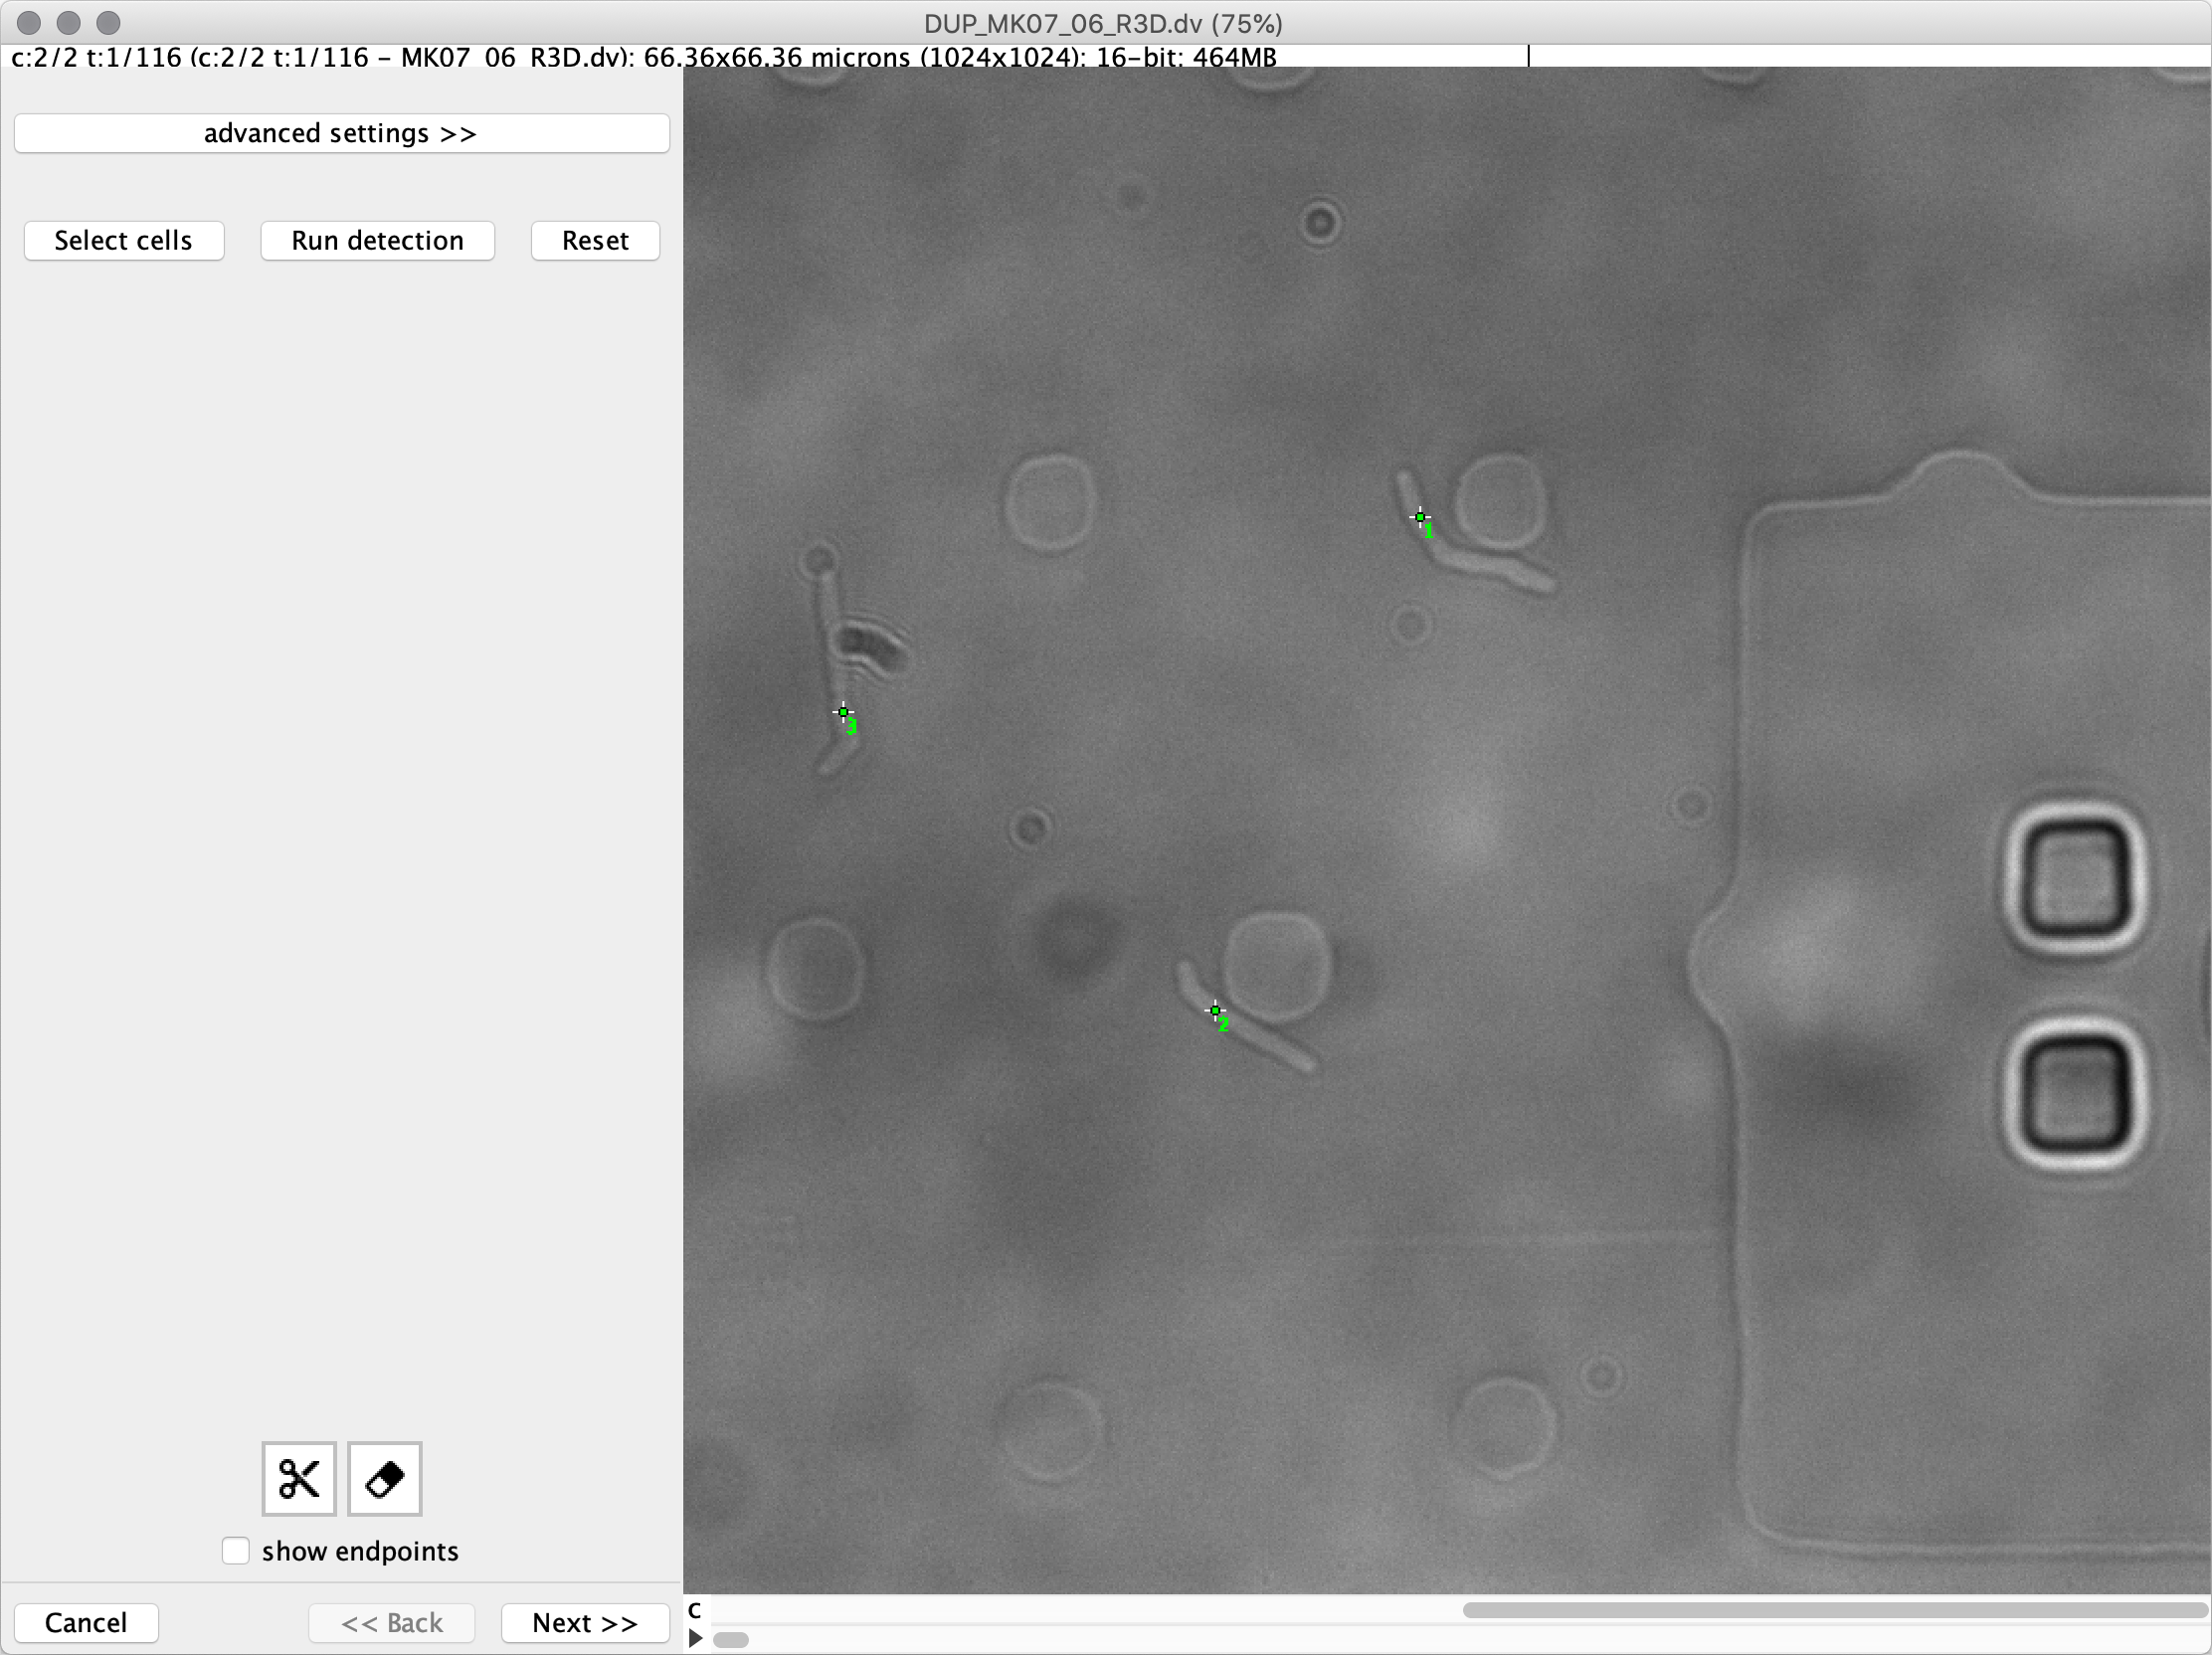 DUP_MK07_06_R3D.dv (75%)
c:2/2 t:1/116 (c:2/2 t:1/116 - MK07_06_R3D.dv): 66.36x66.36 microns (1024x1024): 16-bit: 464MB
advanced settings >>
Select cells Run detection Reset
1
3
2
show endpoints
Cancel << Back Next >>
c